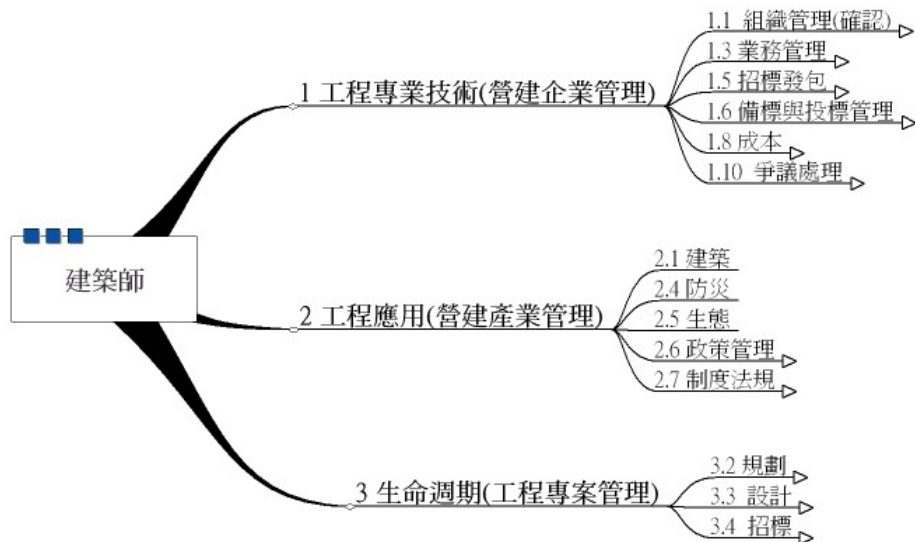 建築師
1 工程專業技術(營建企業管理)
1.1 組織管理(確認)
1.3 業務管理
1.5 招標發包
1.6 備標與投標管理
1.8 成本
1.10 爭議處理
2 工程應用(營建產業管理)
2.1 建築
2.4 防災
2.5 生態
2.6 政策管理
2.7 制度法規
3 生命週期(工程專案管理)
3.2 規劃
3.3 設計
3.4 招標